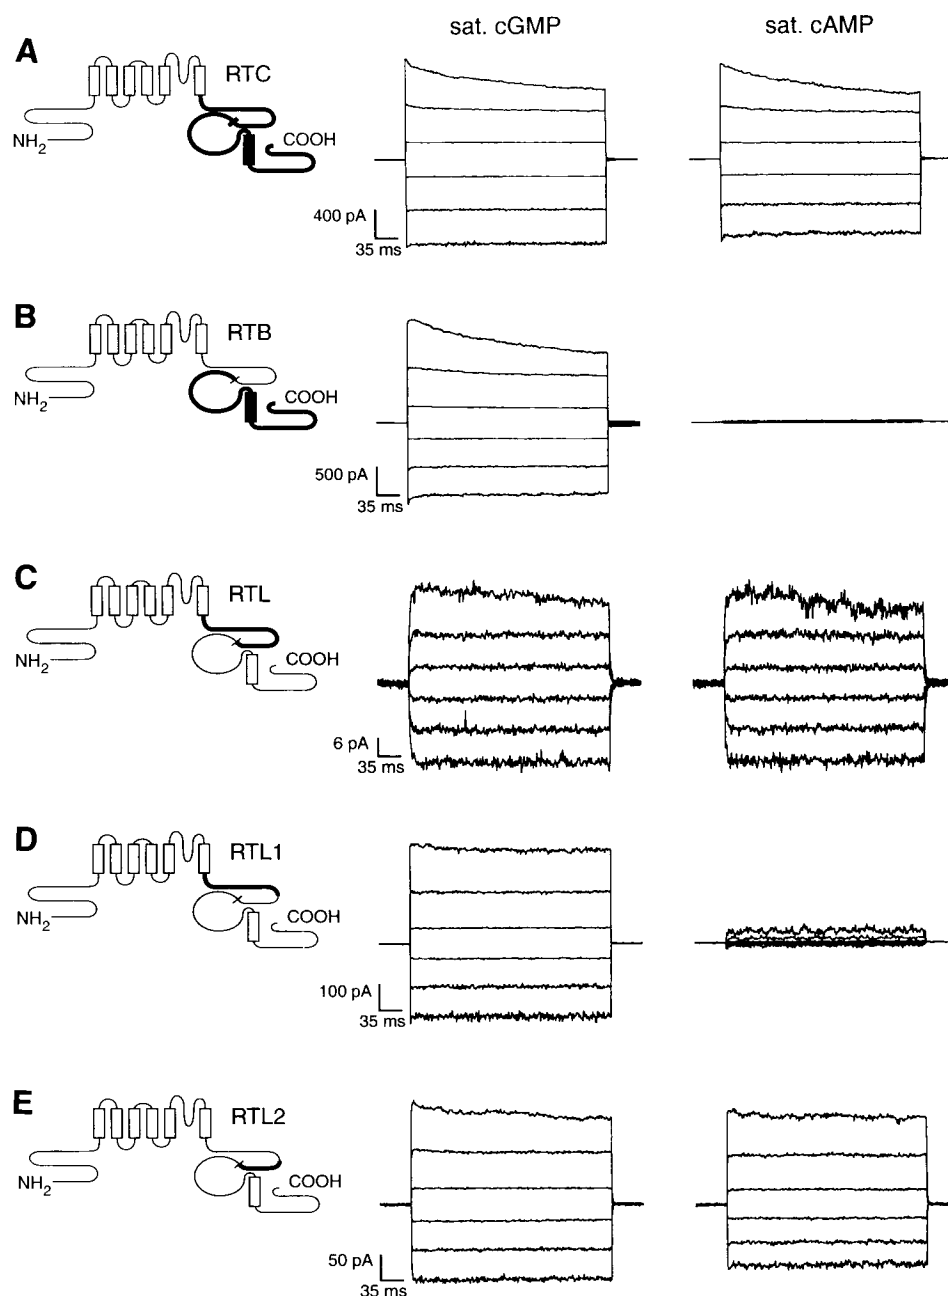 sat. cGMP
sat. cAMP
A
RTC
NH2
COOH
400 pA
35 ms
B
RTB
NH2
COOH
500 pA
35 ms
C
RTL
NH2
COOH
6 pA
35 ms
D
RTL1
NH2
COOH
100 pA
35 ms
E
RTL2
NH2
COOH
50 pA
35 ms